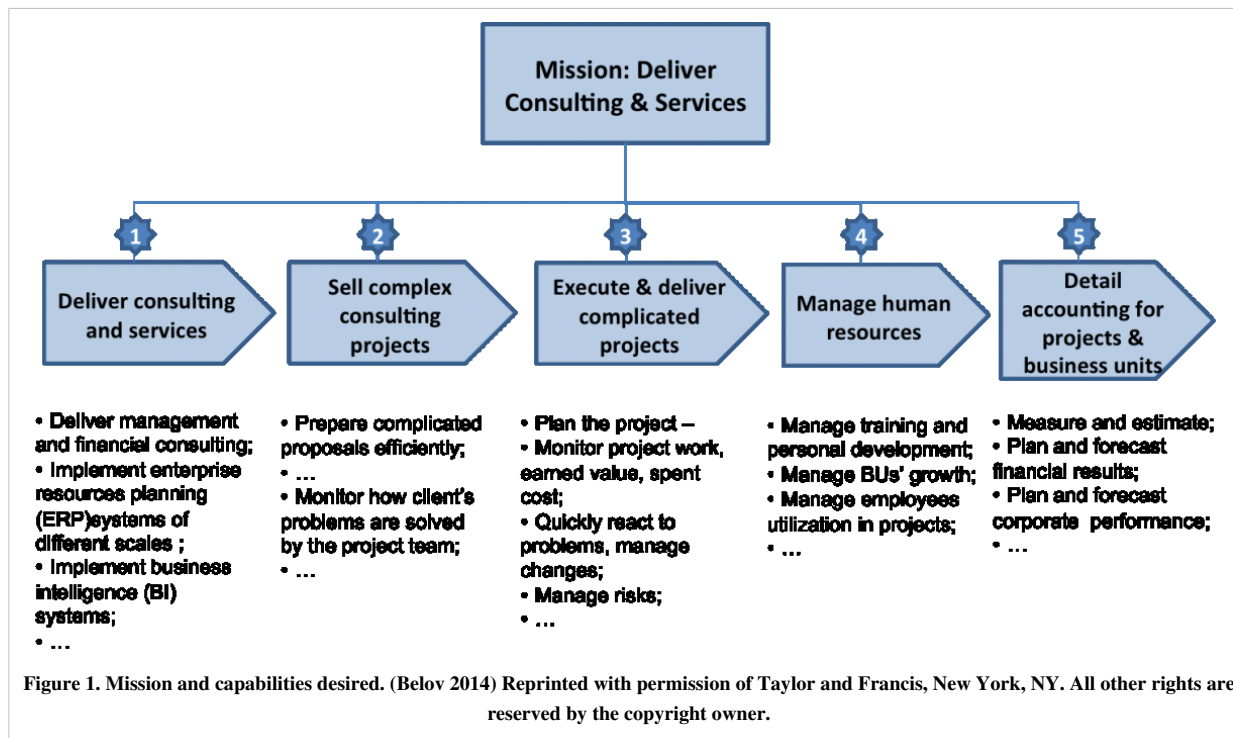 Mission: Deliver
Consulting & Services
1
2
3
4
5
Deliver consulting
and services
Sell complex
consulting
projects
Execute & deliver
complicated
projects
Manage human
resources
Detail
accounting for
projects &
business units
• Deliver management
and financial consulting;
• Implement enterprise
resources planning
(ERP)systems of
different scales ;
• Implement business
intelligence (BI)
systems;
• ...
• Prepare complicated
proposals efficiently;
• ...
• Monitor how client's
problems are solved
by the project team;
• ...
• Plan the project –
• Monitor project work,
earned value, spent
cost;
• Quickly react to
problems, manage
changes;
• Manage risks;
• ...
• Manage training and
personal development;
• Manage BUs' growth;
• Manage employees
utilization in projects;
• ...
• Measure and estimate;
• Plan and forecast
financial results;
• Plan and forecast
corporate performance;
• ...
Figure 1. Mission and capabilities desired. (Belov 2014) Reprinted with permission of Taylor and Francis, New York, NY. All other rights are
reserved by the copyright owner.